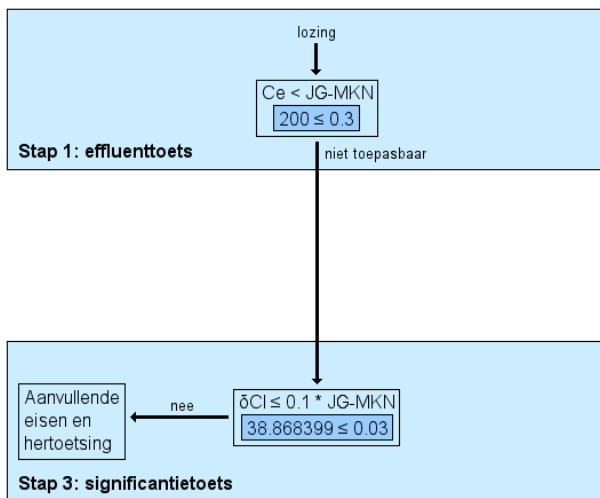 lozing
Ce < JG-MKN
200 ≤ 0.3
Stap 1: effluenttoets
niet toepasbaar
Aanvullende
eisen en
hertoetsing
nee
δCl ≤ 0.1 * JG-MKN
38.868399 ≤ 0.03
Stap 3: significantietoets